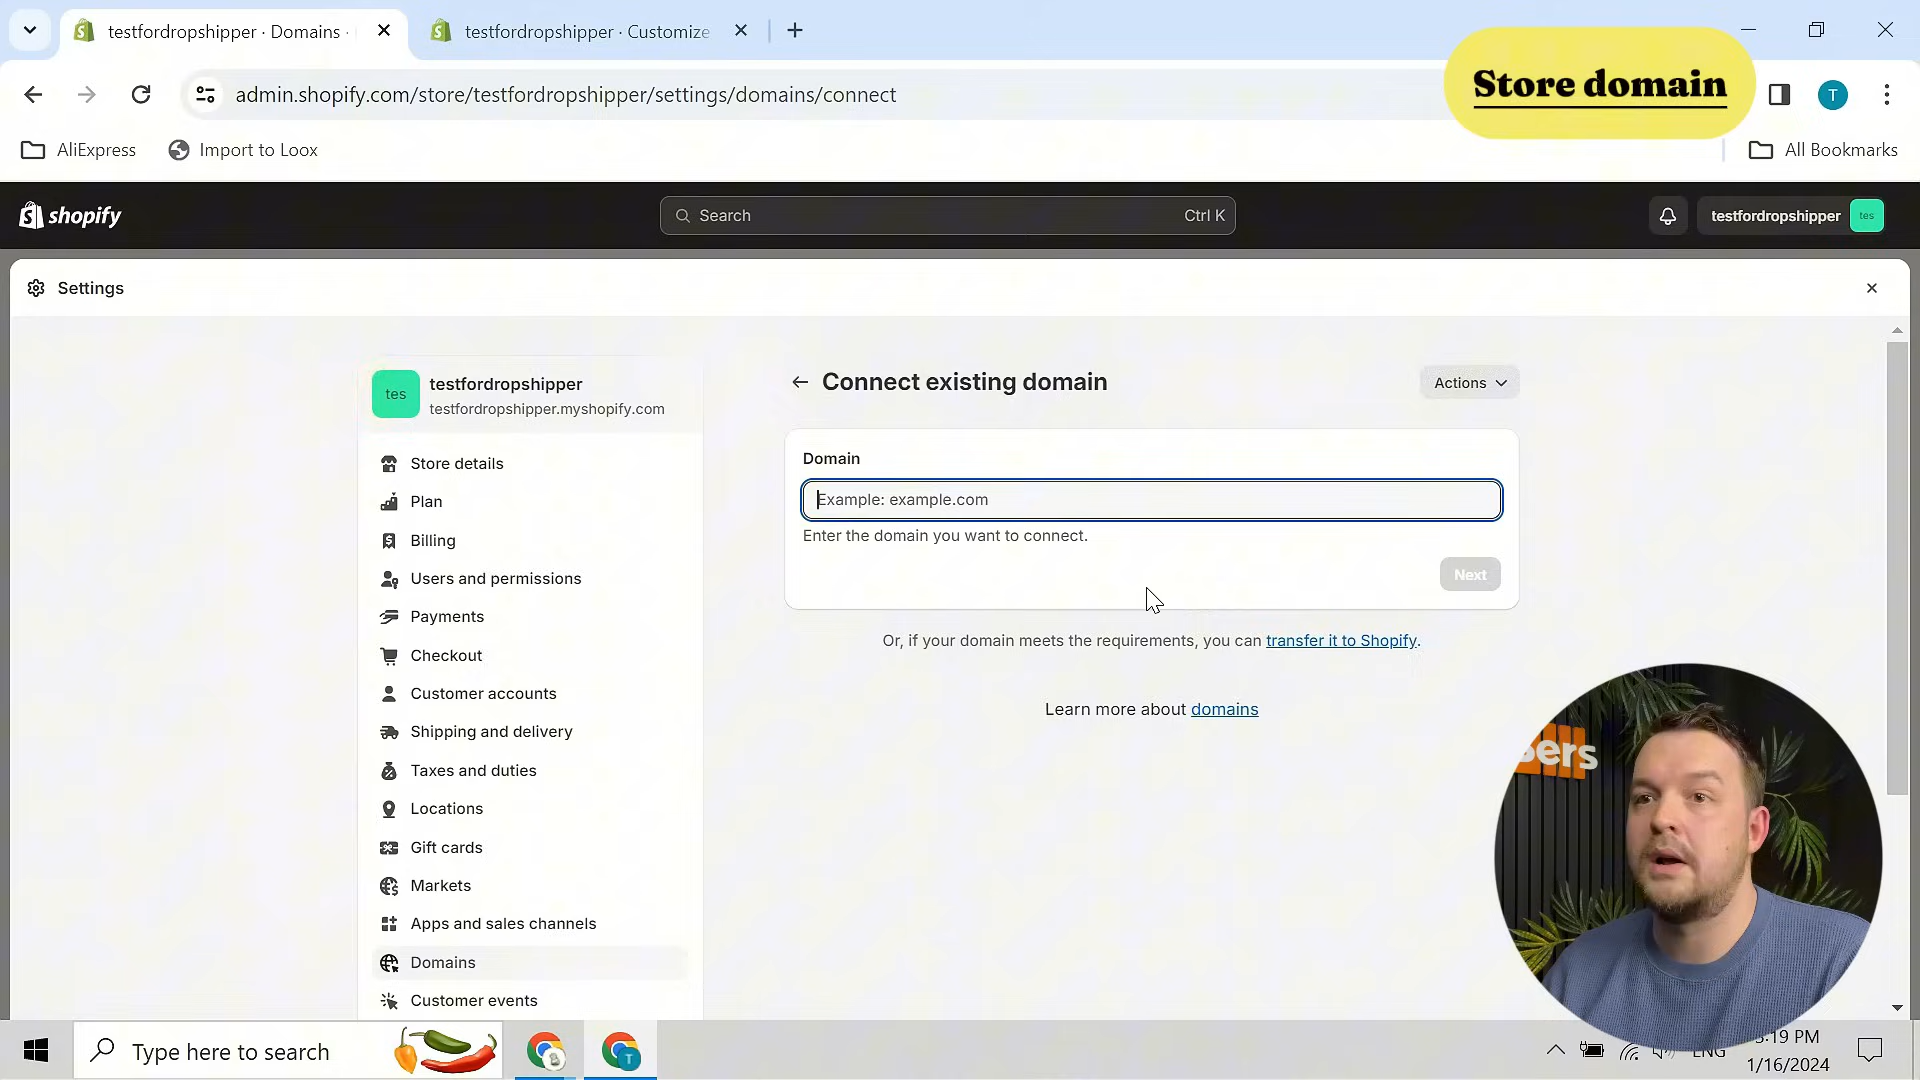 testfordropshipper · Domains ·
testfordropshipper · Customize
admin.shopify.com/store/testfordropshipper/settings/domains/connect
Store domain
T
AliExpress
Import to Loox
All Bookmarks
shopify
Search
Ctrl K
testfordropshipper
tes
Settings
tes
testfordropshipper
testfordropshipper.myshopify.com
Store details
Plan
Billing
Users and permissions
Payments
Checkout
Customer accounts
Shipping and delivery
Taxes and duties
Locations
Gift cards
Markets
Apps and sales channels
Domains
Customer events
Connect existing domain
Actions
Domain
Example: example.com
Enter the domain you want to connect.
Next
Or, if your domain meets the requirements, you can transfer it to Shopify.
Learn more about domains
sers
Type here to search
T
ENG
:19 PM
1/16/2024